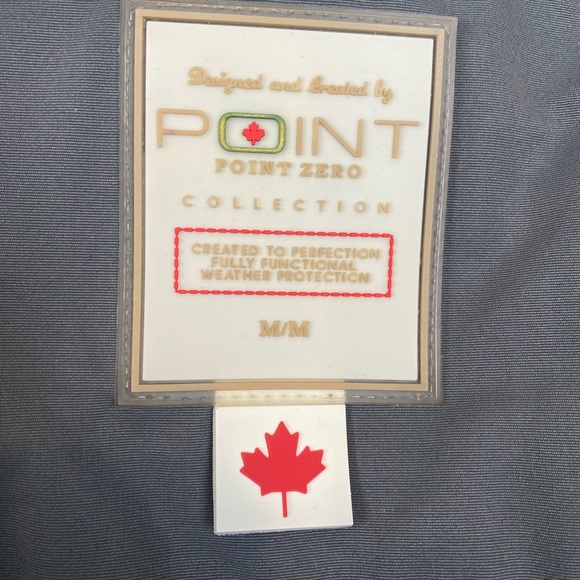 Designed and Created by
POINT
POINT ZERO
COLLECTION
CREATED TO PERFECTION
FULLY FUNCTIONAL
WEATHER PROTECTION
M/M